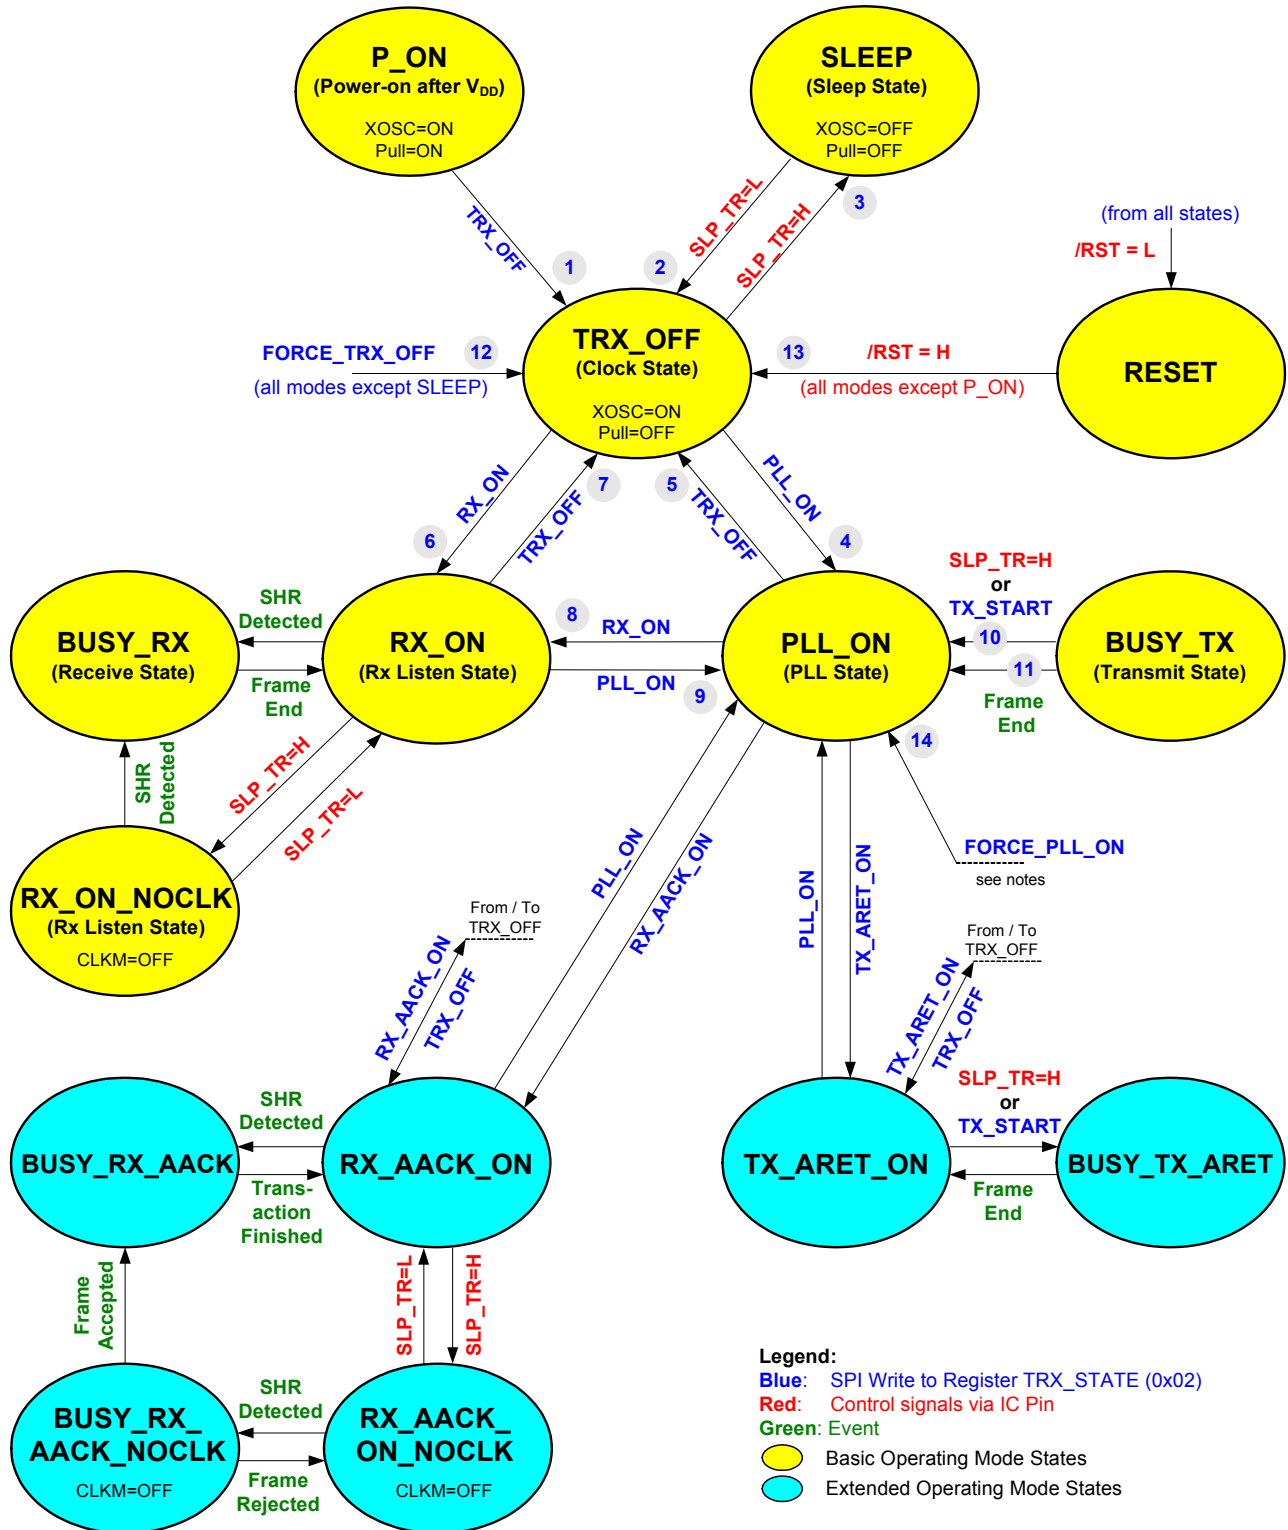 P_ON
(Power-on after VDD)
XOSC=ON
Pull=ON
SLEEP
(Sleep State)
XOSC=OFF
Pull=OFF
TRX_OFF
1
2
SLP_TR=L
SLP_TR=H
3
(from all states)
/RST = L
FORCE_TRX_OFF
12
(all modes except SLEEP)
TRX_OFF
(Clock State)
XOSC=ON
Pull=OFF
13
/RST = H
(all modes except P_ON)
RESET
RX_ON
6
7
TRX_OFF
5
TRX_OFF
PLL_ON
4
BUSY_RX
(Receive State)
SHR
Detected
Frame
End
RX_ON
(Rx Listen State)
8
RX_ON
PLL_ON
9
PLL_ON
(PLL State)
SLP_TR=H
or
TX_START
10
11
Frame
End
BUSY_TX
(Transmit State)
14
SHR
Detected
SLP_TR=H
SLP_TR=L
RX_ON_NOCLK
(Rx Listen State)
CLKM=OFF
FORCE_PLL_ON
see notes
PLL_ON
RX_AACK_ON
PLL_ON
TX_ARET_ON
From / To
TRX_OFF
RX_AACK_ON
TRX_OFF
From / To
TRX_OFF
TX_ARET_ON
TRX_OFF
BUSY_RX_AACK
SHR
Detected
Trans-
action
Finished
RX_AACK_ON
TX_ARET_ON
SLP_TR=H
or
TX_START
Frame
End
BUSY_TX_ARET
Frame
Accepted
SLP_TR=L
SLP_TR=H
BUSY_RX_
AACK_NOCLK
CLKM=OFF
SHR
Detected
Frame
Rejected
RX_AACK_
ON_NOCLK
CLKM=OFF
Legend:
Blue: SPI Write to Register TRX_STATE (0x02)
Red: Control signals via IC Pin
Green: Event
Basic Operating Mode States
Extended Operating Mode States